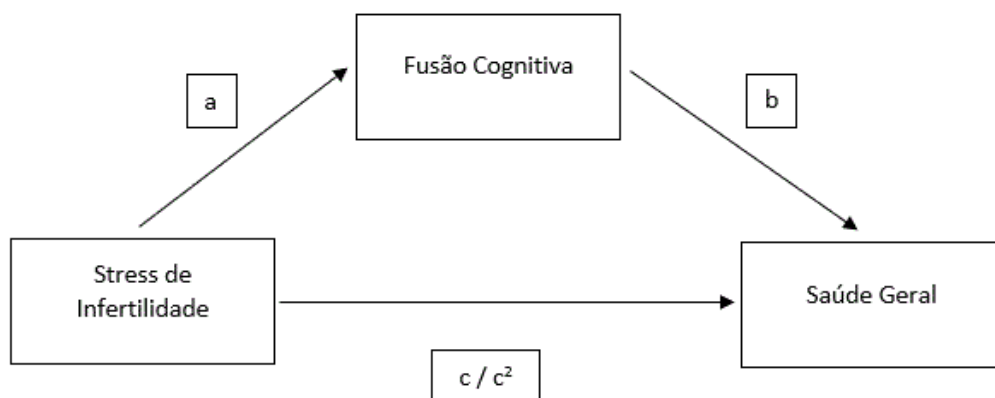 Fusão Cognitiva
a
b
Stress de
Infertilidade
Saúde Geral
c / c²